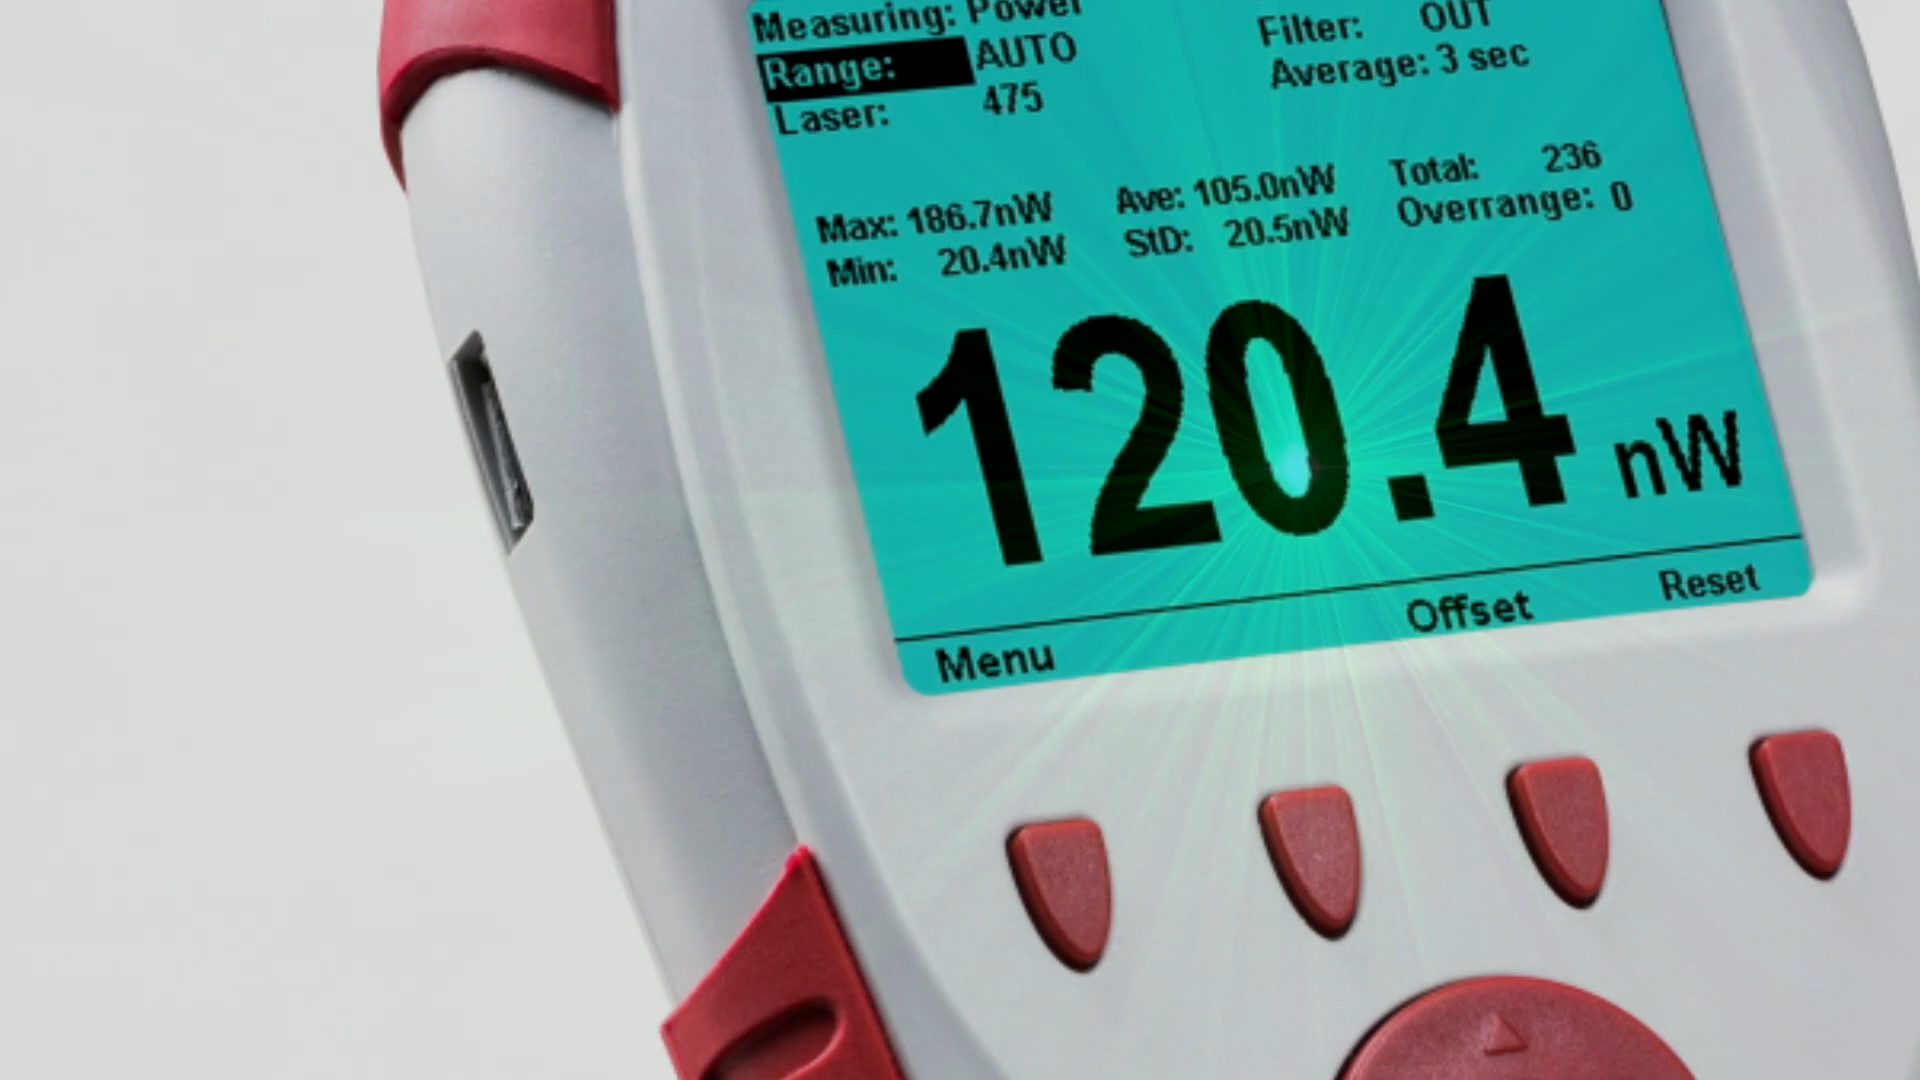 Measuring: Power
Filter: OUT
Range: AUTO
Average: 3 sec
Laser: 475
Max: 186.7nW
Ave: 105.0nW
Total: 236
Min: 20.4nW
StD: 20.5nW
Overrange: 0
120.4 nW
Menu
Offset
Reset